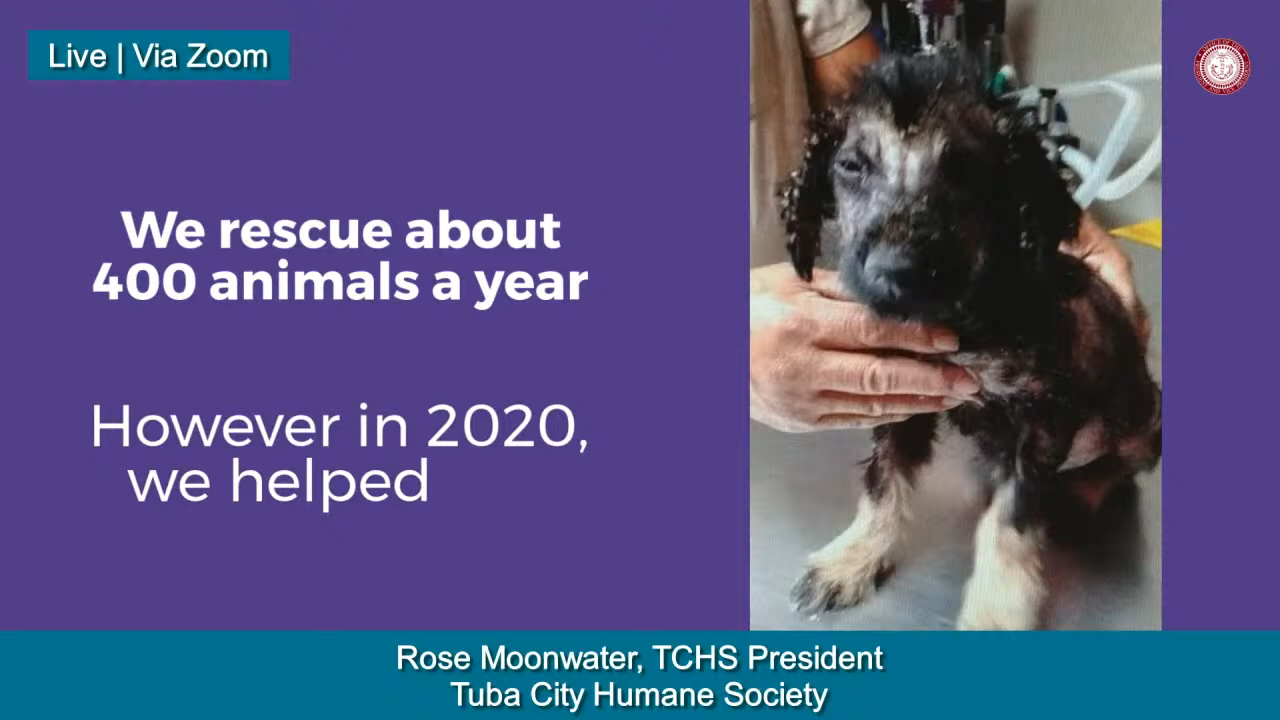 Live | Via Zoom
We rescue about
400 animals a year
However in 2020,
we helped
Rose Moonwater, TCHS President
Tuba City Humane Society